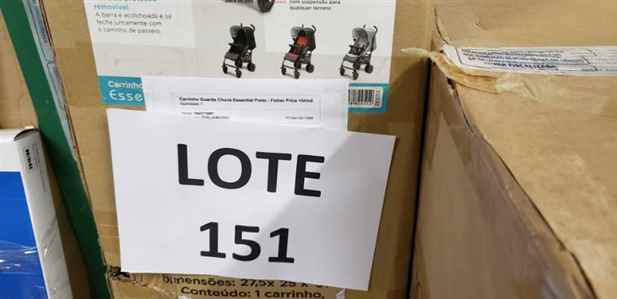 removível
A barra é acolchoada e se
fecha juntamente com
o carrinho de passeio.
com suspensão para
qualquer terreno
Carrinho
Esse
Carrinho Guarda Chuva Essential Preto - Fisher Price
LOTE
151
Dimensões: 27,5x 25 x
Conteúdo: 1 carrinho,